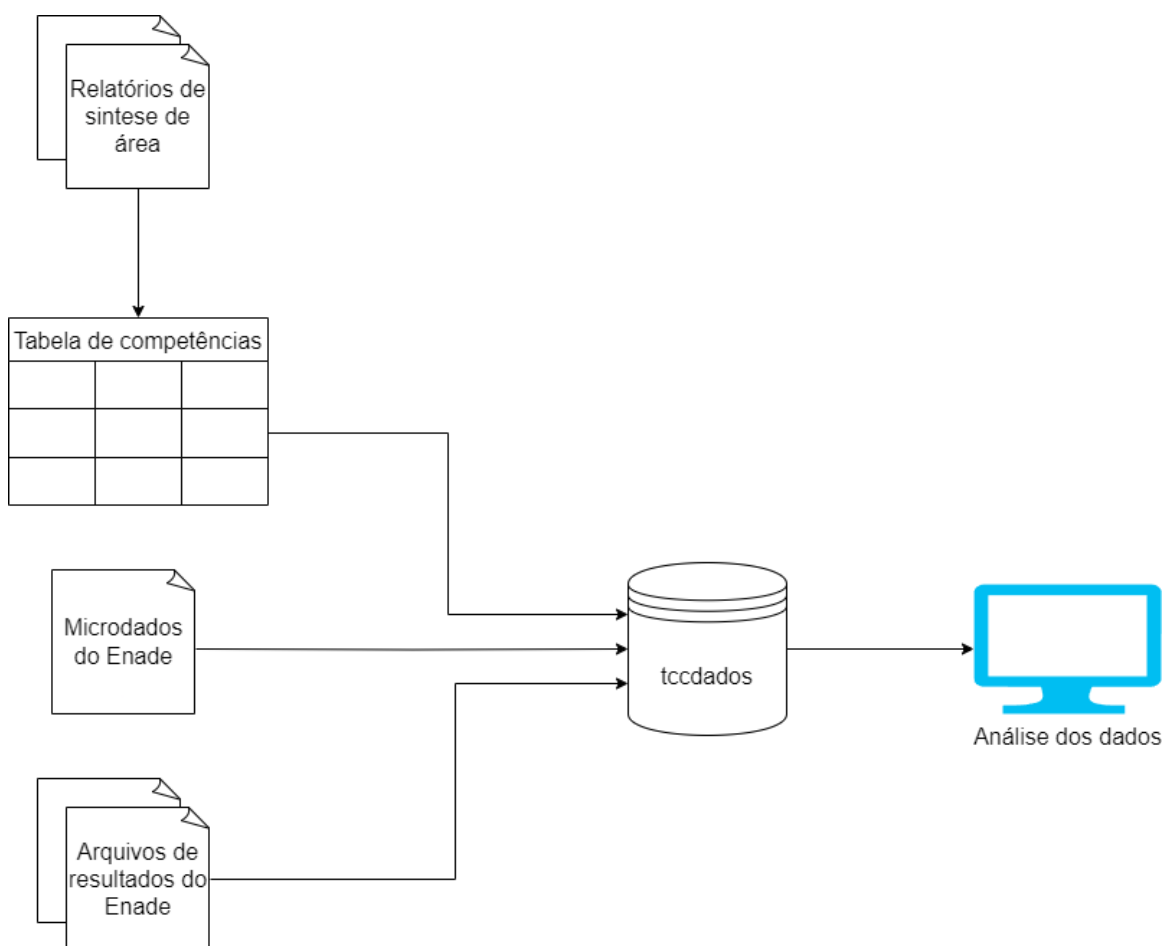 Relatórios de
sintese de
área
Tabela de competências
Microdados
do Enade
tccdados
Análise dos dados
Arquivos de
resultados do
Enade